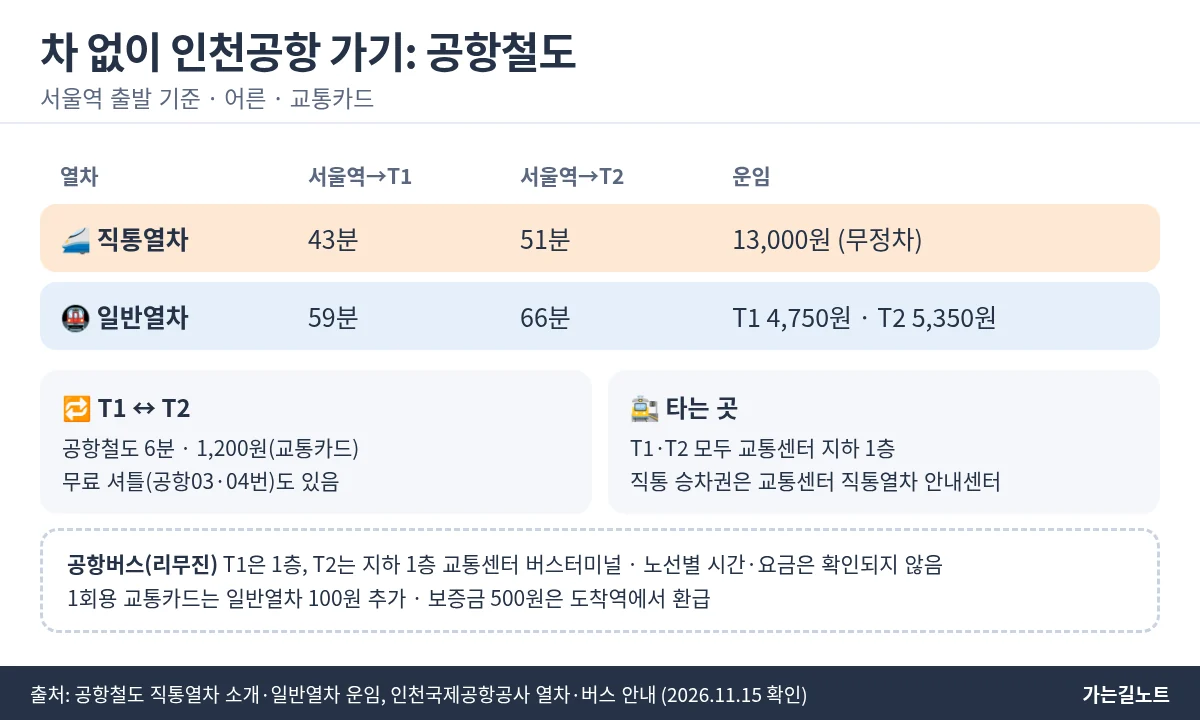 차 없이 인천공항 가기: 공항철도
서울역 출발 기준 · 어른 · 교통카드
열차 서울역→T1 서울역→T2 운임
직통열차 43분 51분 13,000원 (무정차)
일반열차 59분 66분 T1 4,750원 · T2 5,350원
T1 ↔ T2
공항철도 6분 · 1,200원(교통카드)
무료 셔틀(공항03·04번)도 있음
타는 곳
T1·T2 모두 교통센터 지하 1층
직통 승차권은 교통센터 직통열차 안내센터
공항버스(리무진) T1은 1층, T2는 지하 1층 교통센터 버스터미널 · 노선별 시간·요금은 확인되지 않음
1회용 교통카드는 일반열차 100원 추가 · 보증금 500원은 도착역에서 환급
출처: 공항철도 직통열차 소개·일반열차 운임, 인천국제공항공사 열차·버스 안내 (2026.11.15 확인)
가는길노트